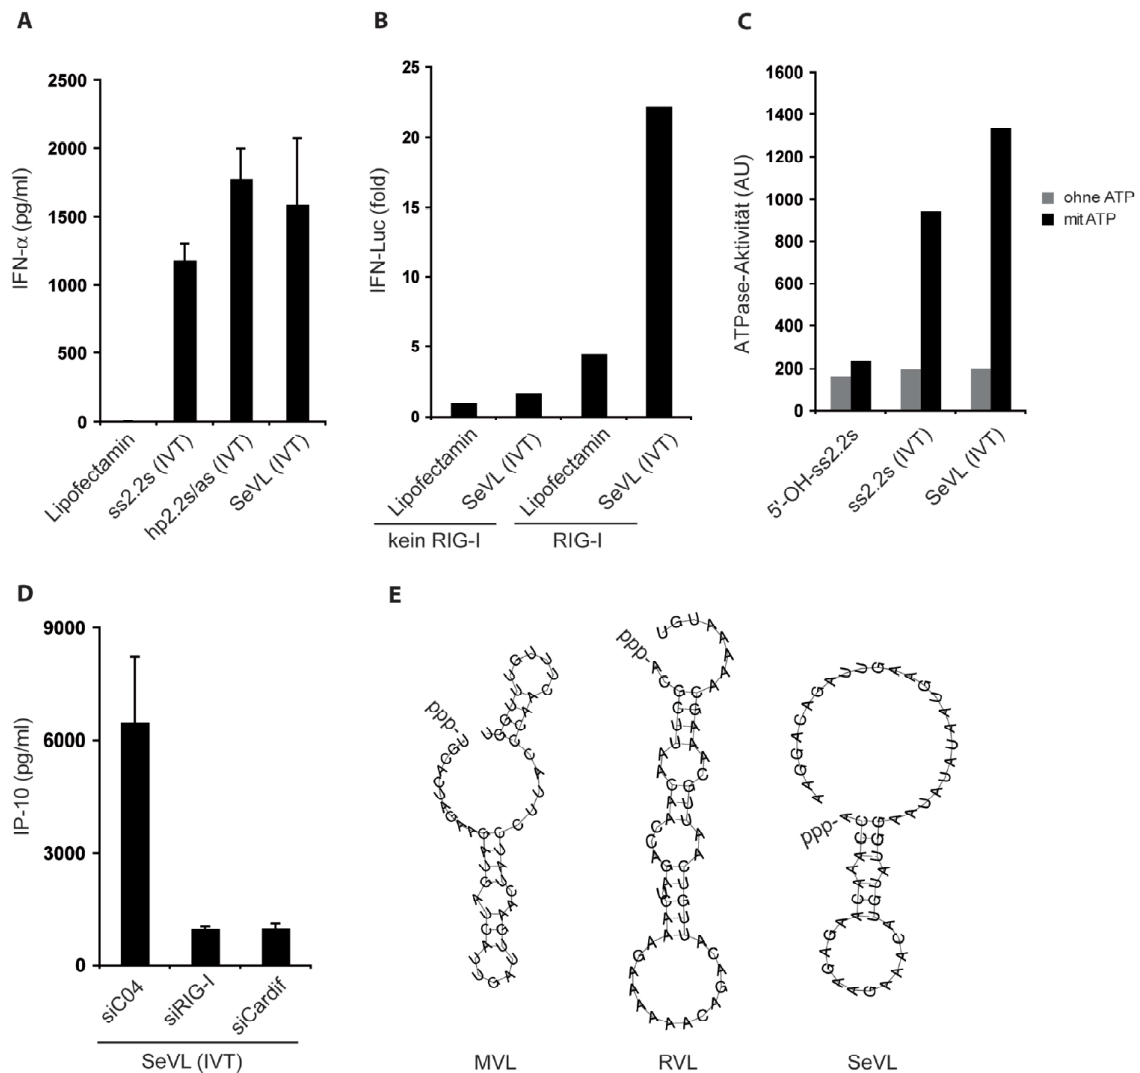 A
IFN-α (pg/ml)
2500
2000
1500
1000
500
0
Lipofectamin
ss2.2s (IVT)
hp2.2s/as (IVT)
SeVL (IVT)
B
IFN-Luc (fold)
25
20
15
10
5
0
Lipofectamin
SeVL (IVT)
Lipofectamin
SeVL (IVT)
kein RIG-I
RIG-I
C
ATPase-Aktivität (AU)
1600
1400
1200
1000
800
600
400
200
0
5'-OH-ss2.2s
ss2.2s (IVT)
SeVL (IVT)
ohne ATP
mit ATP
D
IP-10 (pg/ml)
9000
6000
3000
0
siC04
siRIG-I
siCardif
SeVL (IVT)
E
ppp-
MVL
ppp-
RVL
ppp-
SeVL